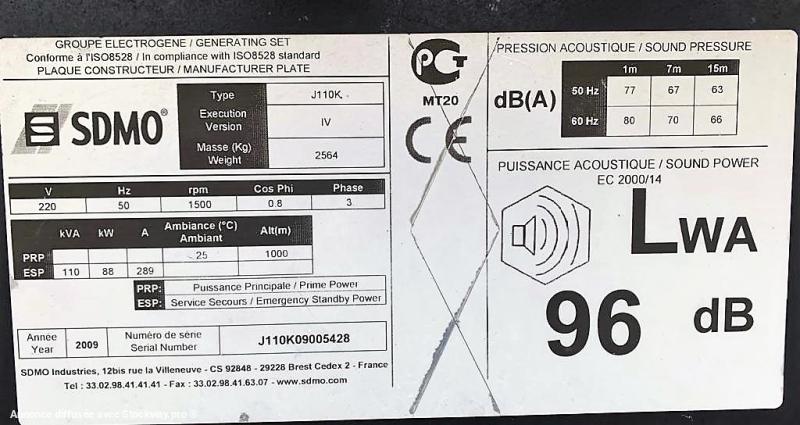 GROUPE ELECTROGENE / GENERATING SET
Conforme à l'ISO8528 / In compliance with ISO8528 standard
PLAQUE CONSTRUCTEUR / MANUFACTURER PLATE
SDMO®
Type J110K
Execution Version IV
Masse (Kg) Weight 2564
V Hz rpm Cos Phi Phase
220 50 1500 0.8 3
kVA kW A Ambiance (°C) Ambiant Alt(m)
PRP 25 1000
ESP 110 88 289
PRP: Puissance Principale / Prime Power
ESP: Service Secours / Emergency Standby Power
Année Year 2009 Numéro de série Serial Number J110K09005428
SDMO Industries, 12bis rue la Villeneuve - CS 92848 - 29228 Brest Cedex 2 - France
Tel : 33.02.98.41.41.41 - Fax : 33.02.98.41.63.07 - www.sdmo.com
РСТ
MT20
CE
PRESSION ACOUSTIQUE / SOUND PRESSURE
dB(A)
1m 7m 15m
50 Hz 77 67 63
60 Hz 80 70 66
PUISSANCE ACOUSTIQUE / SOUND POWER
EC 2000/14
LWA
96 dB
Annonce diffusée avec Stockway.pro ®